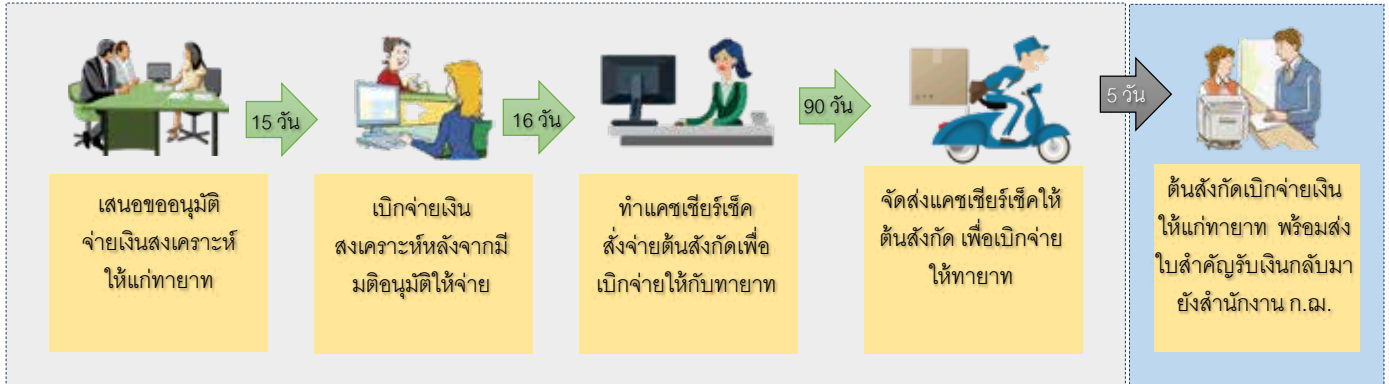 เสนอขออนุมัติ
จ่ายเงินสงเคราะห์
ให้แก่ทายาท
15 วัน
เบิกจ่ายเงิน
สงเคราะห์หลังจากมี
มติอนุมัติให้จ่าย
16 วัน
ทำแคชเชียร์เช็ค
สั่งจ่ายต้นสังกัดเพื่อ
เบิกจ่ายให้กับทายาท
90 วัน
จัดส่งแคชเชียร์เช็คให้
ต้นสังกัด เพื่อเบิกจ่าย
ให้ทายาท
5 วัน
ต้นสังกัดเบิกจ่ายเงิน
ให้แก่ทายาท พร้อมส่ง
ใบสำคัญรับเงินกลับมา
ยังสำนักงาน ก.ฌ.